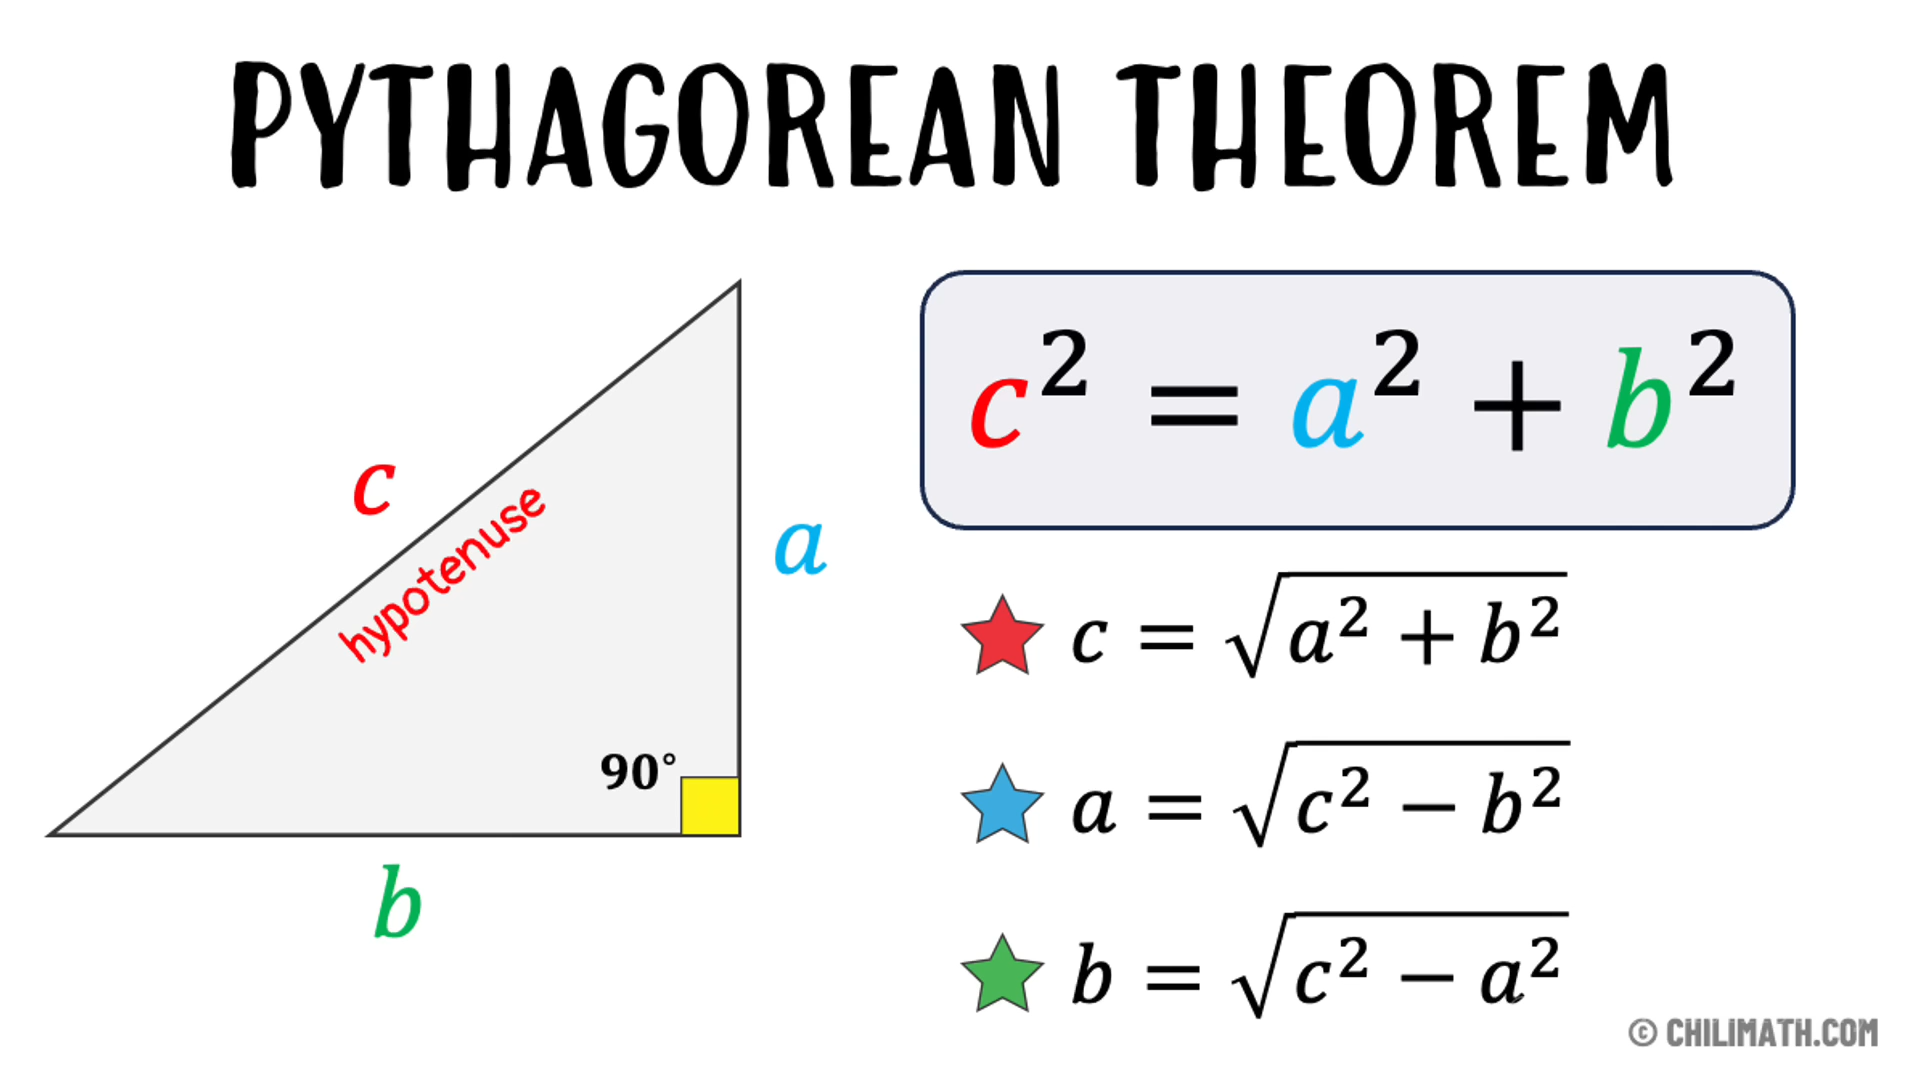 PYTHAGOREAN THEOREM
c² = a² + b²
c
hypotenuse
a
90°
b
c = √a² + b²
a = √c² − b²
b = √c² − a²
© CHILIMATH.COM